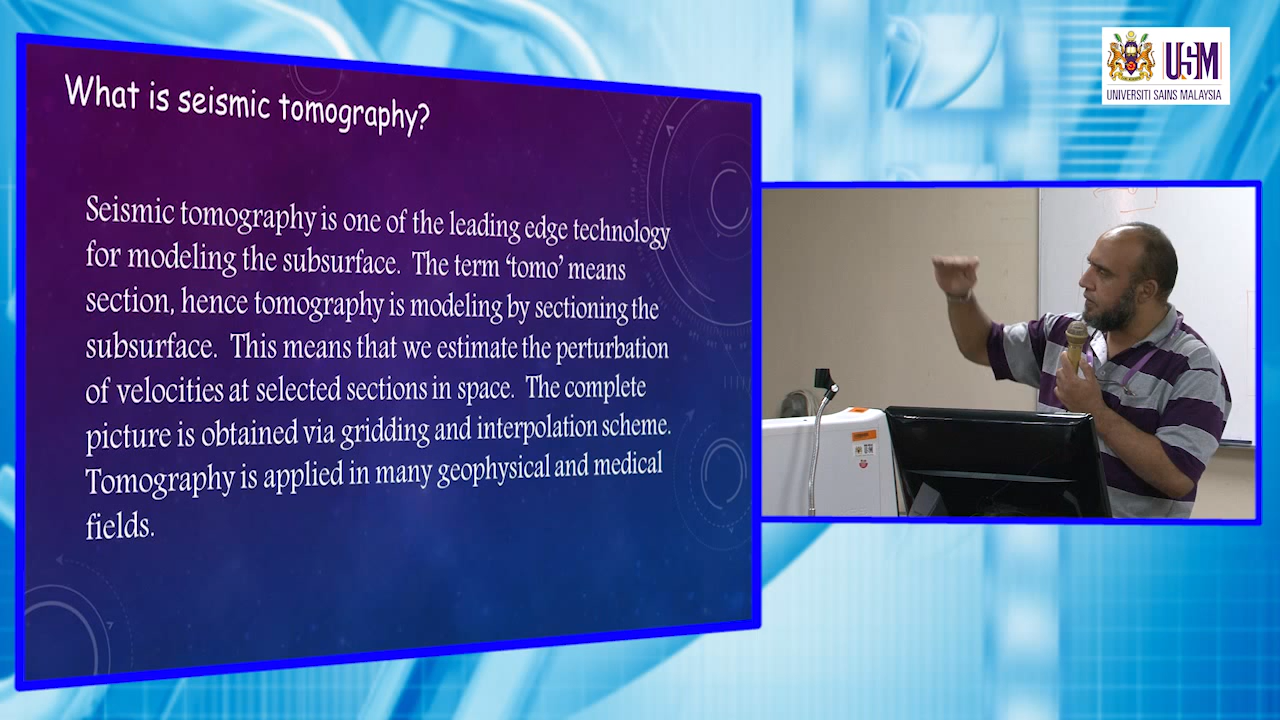 What is seismic tomography?
Seismic tomography is one of the leading edge technology
for modeling the subsurface. The term ‘tomo’ means
section, hence tomography is modeling by sectioning the
subsurface. This means that we estimate the perturbation
of velocities at selected sections in space. The complete
picture is obtained via gridding and interpolation scheme.
Tomography is applied in many geophysical and medical
fields.
USM
UNIVERSITI SAINS MALAYSIA